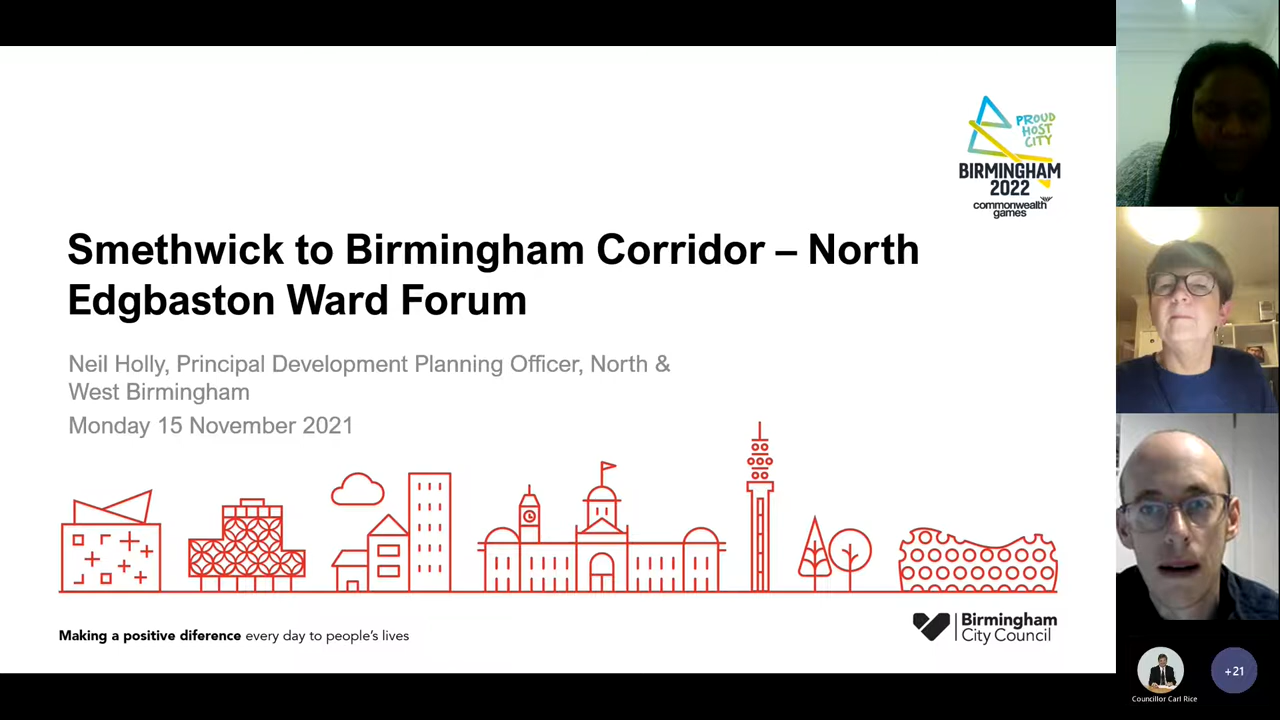 PROUD
HOST
CITY
BIRMINGHAM
2022
commonwealth
games
Smethwick to Birmingham Corridor – North
Edgbaston Ward Forum
Neil Holly, Principal Development Planning Officer, North &
West Birmingham
Monday 15 November 2021
Making a positive diference every day to people's lives
Birmingham
City Council
+21
Councillor Carl Rice